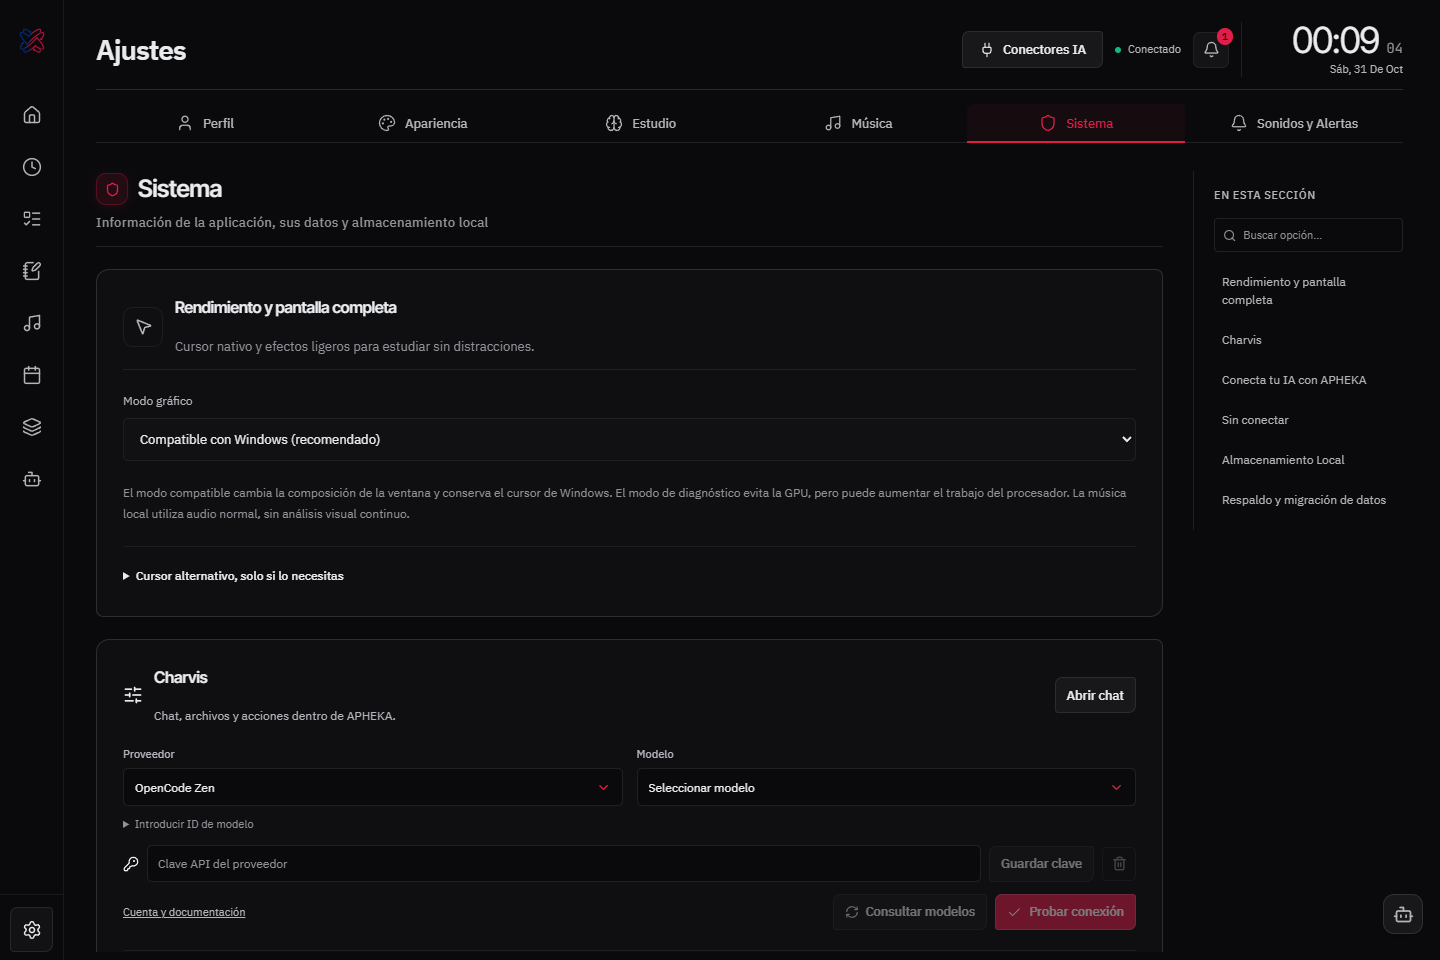 Ajustes
Conectores IA
Conectado
1
00:09 04
Sáb, 31 De Oct
Perfil
Apariencia
Estudio
Música
Sistema
Sonidos y Alertas
Sistema
Información de la aplicación, sus datos y almacenamiento local
Rendimiento y pantalla completa
Cursor nativo y efectos ligeros para estudiar sin distracciones.
Modo gráfico
Compatible con Windows (recomendado)
El modo compatible cambia la composición de la ventana y conserva el cursor de Windows. El modo de diagnóstico evita la GPU, pero puede aumentar el trabajo del procesador. La música
local utiliza audio normal, sin análisis visual continuo.
Cursor alternativo, solo si lo necesitas
Charvis
Chat, archivos y acciones dentro de APHEKA.
Abrir chat
Proveedor
Modelo
OpenCode Zen
Seleccionar modelo
Introducir ID de modelo
Clave API del proveedor
Guardar clave
Cuenta y documentación
Consultar modelos
Probar conexión
EN ESTA SECCIÓN
Buscar opción...
Rendimiento y pantalla
completa
Charvis
Conecta tu IA con APHEKA
Sin conectar
Almacenamiento Local
Respaldo y migración de datos